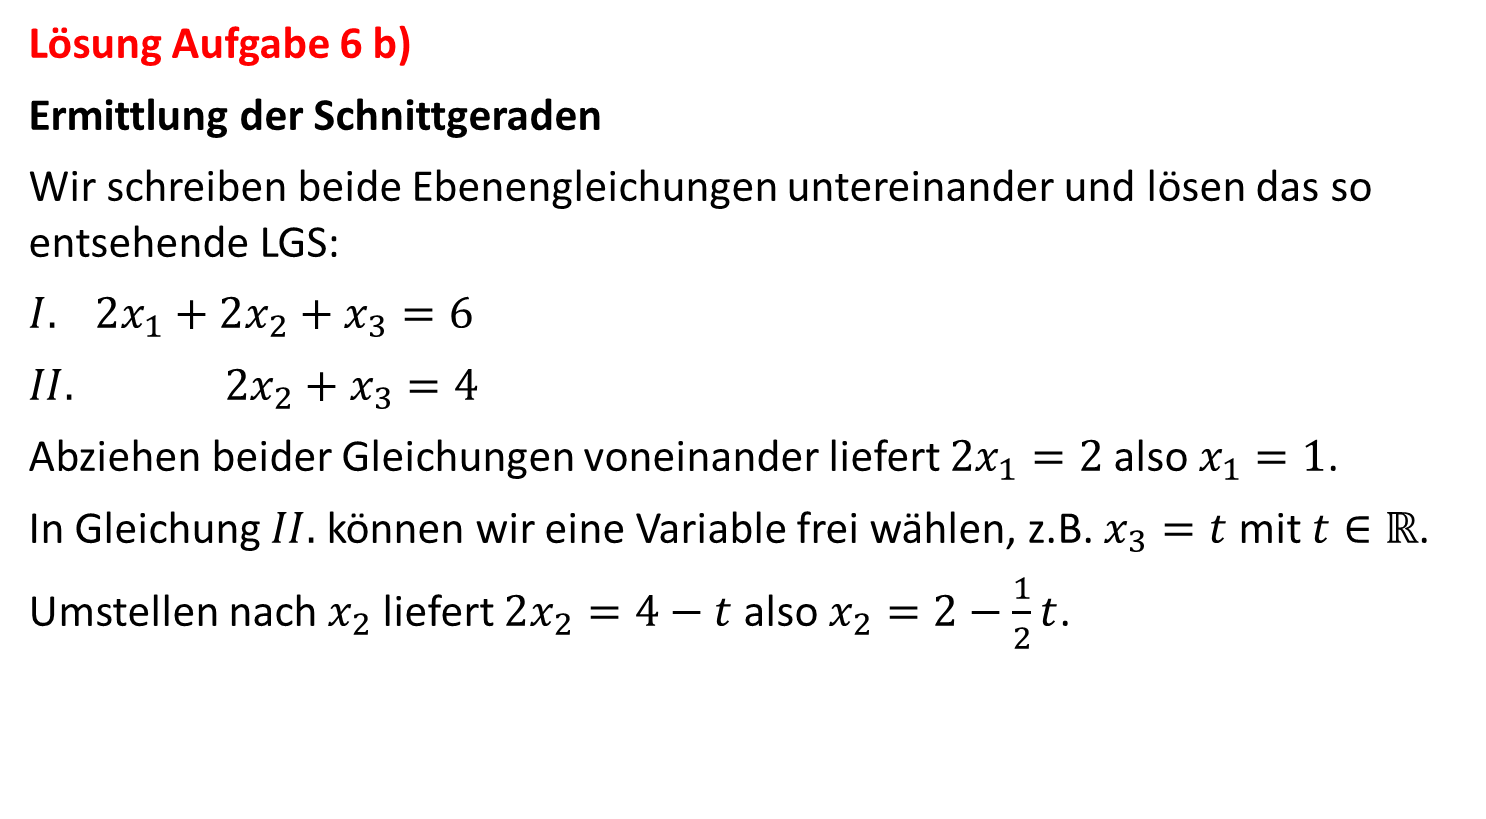 Lösung Aufgabe 6 b)
Ermittlung der Schnittgeraden
Wir schreiben beide Ebenengleichungen untereinander und lösen das so
entsehende LGS:
I. 2x₁ + 2x₂ + x₃ = 6
II. 2x₂ + x₃ = 4
Abziehen beider Gleichungen voneinander liefert 2x₁ = 2 also x₁ = 1.
In Gleichung II. können wir eine Variable frei wählen, z.B. x₃ = t mit t ∈ ℝ.
Umstellen nach x₂ liefert 2x₂ = 4 − t also x₂ = 2 − ½ t.